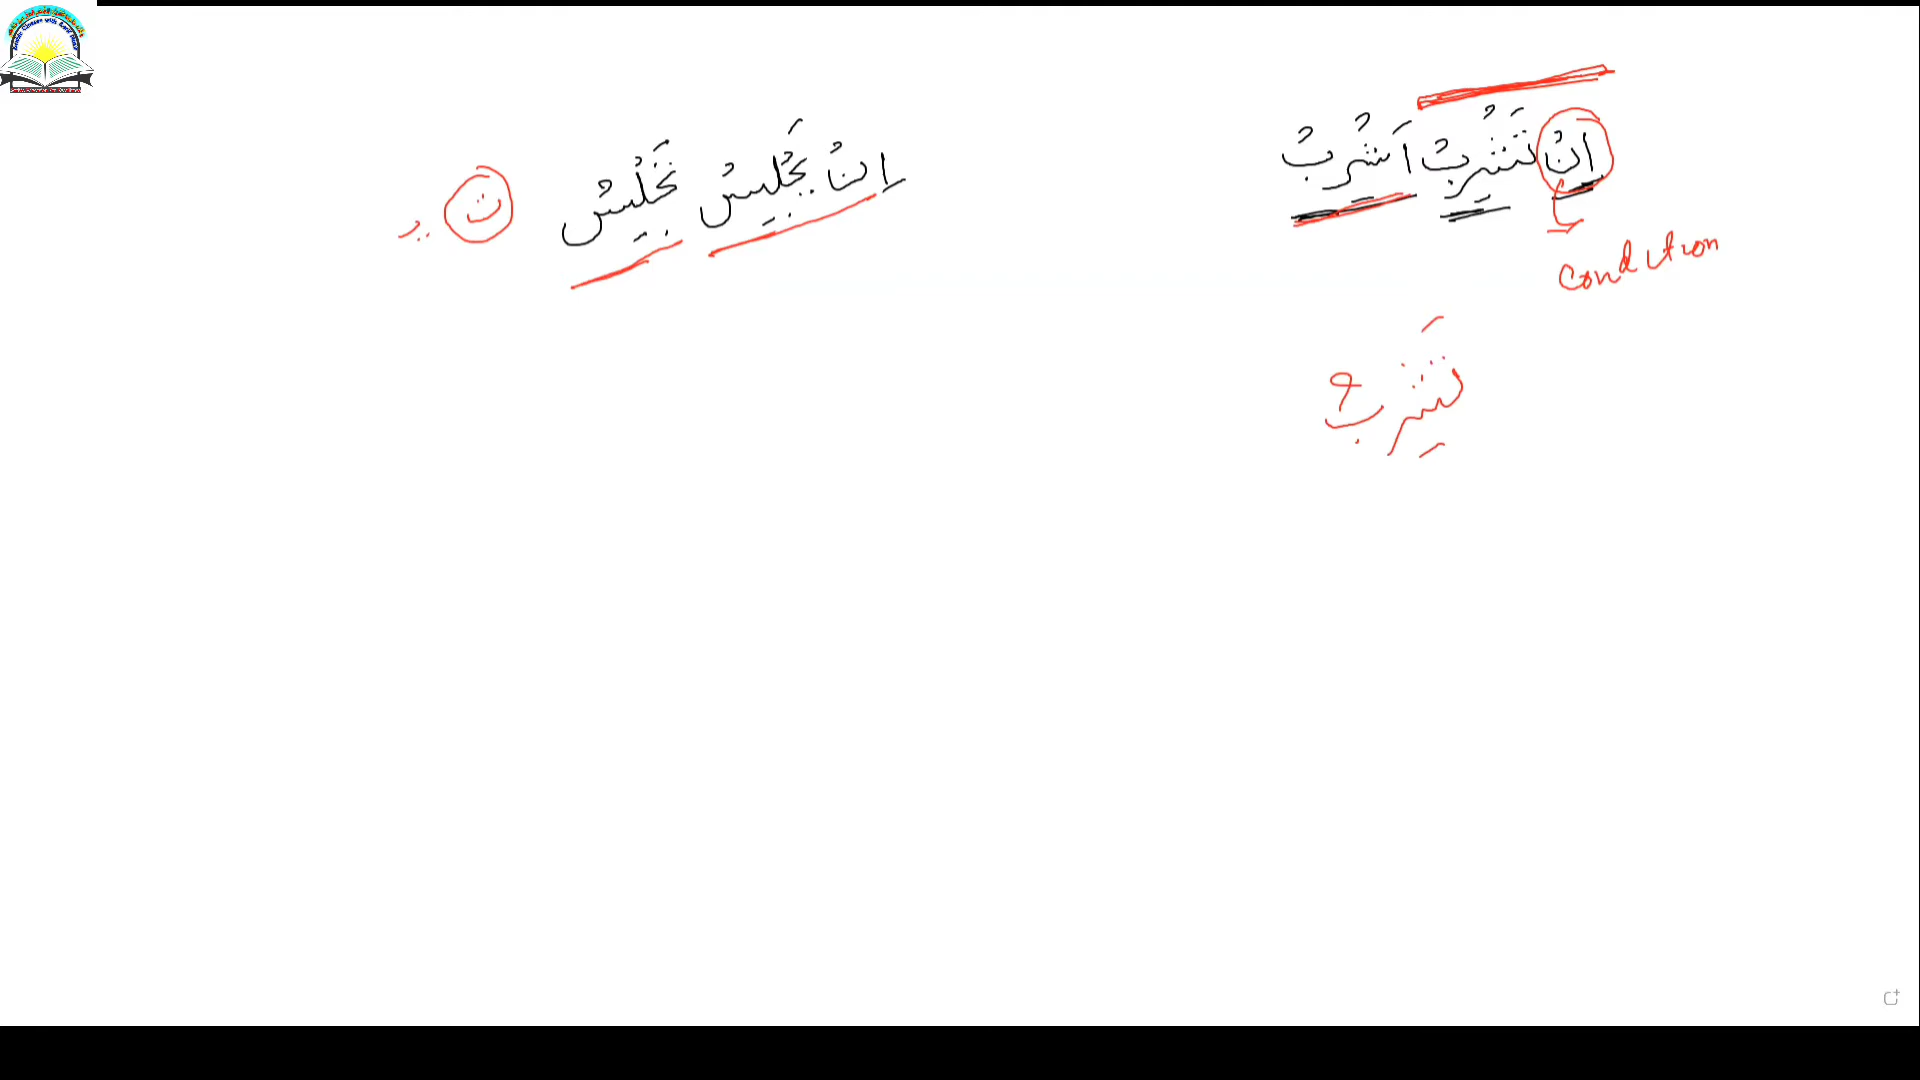 اِنْ تَشْرِبْ اَشْرِبْ
اِنْ يَجْلِسْ نَجْلِسْ
ت
condition
تَشْرِبْ